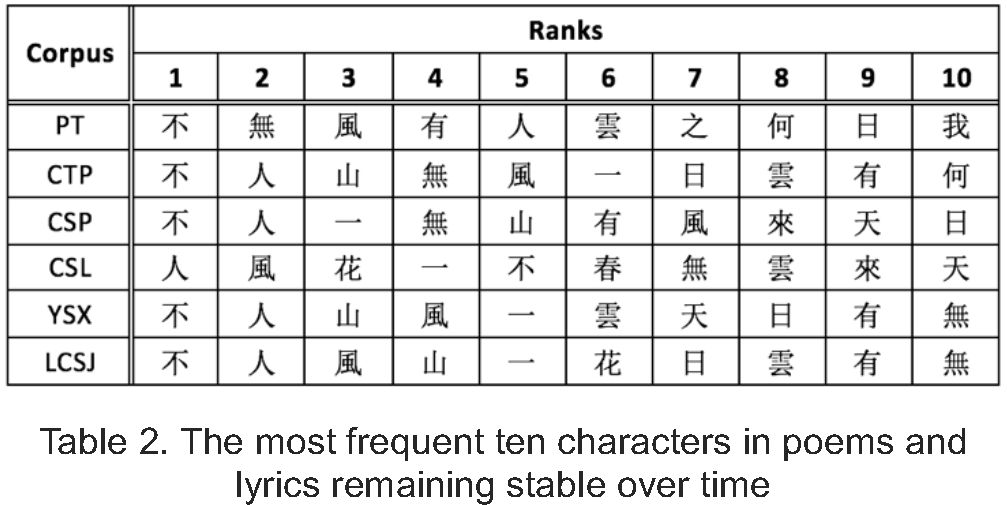 Corpus Ranks
1 2 3 4 5 6 7 8 9 10
PT 不 無 風 有 人 雲 之 何 日 我
CTP 不 人 山 無 風 一 日 雲 有 何
CSP 不 人 一 無 山 有 風 來 天 日
CSL 人 風 花 一 不 春 無 雲 來 天
YSX 不 人 山 風 一 雲 天 日 有 無
LCSJ 不 人 風 山 一 花 日 雲 有 無
Table 2. The most frequent ten characters in poems and
lyrics remaining stable over time